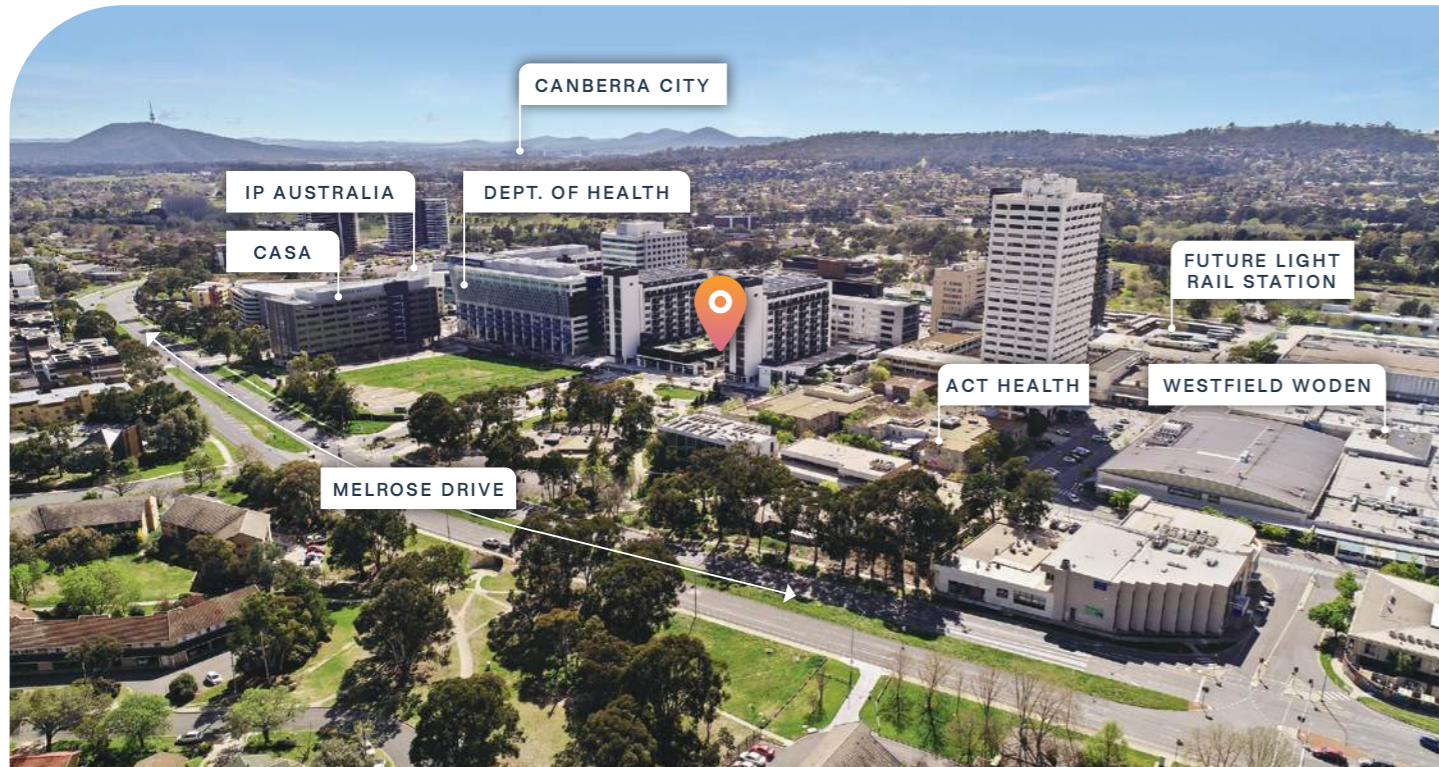 CANBERRA CITY
IP AUSTRALIA
DEPT. OF HEALTH
CASA
FUTURE LIGHT
RAIL STATION
ACT HEALTH
WESTFIELD WODEN
MELROSE DRIVE